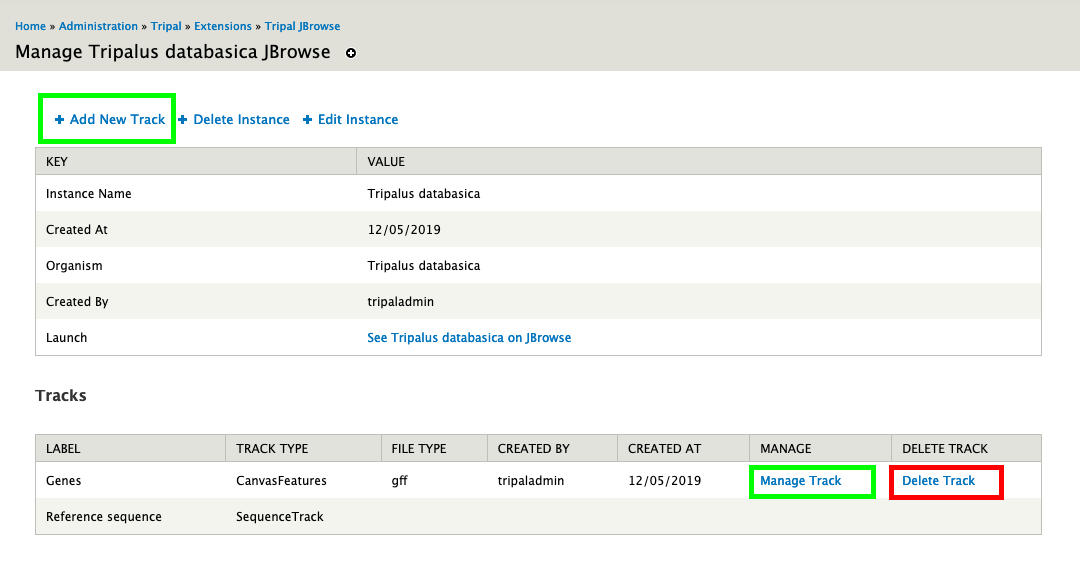 Home » Administration » Tripal » Extensions » Tripal JBrowse
Manage Tripalus databasica JBrowse
Add New Track Delete Instance Edit Instance
KEY VALUE
Instance Name Tripalus databasica
Created At 12/05/2019
Organism Tripalus databasica
Created By tripaladmin
Launch See Tripalus databasica on JBrowse
Tracks
LABEL TRACK TYPE FILE TYPE CREATED BY CREATED AT MANAGE DELETE TRACK
Genes CanvasFeatures gff tripaladmin 12/05/2019 Manage Track Delete Track
Reference sequence SequenceTrack